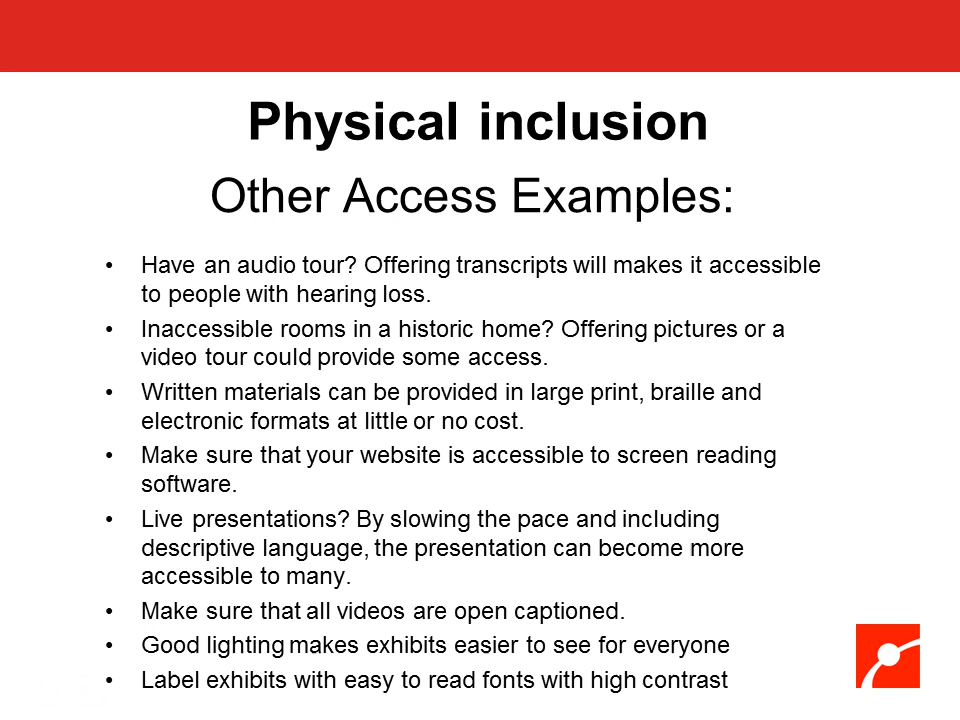 Physical inclusion
Other Access Examples:
• Have an audio tour? Offering transcripts will makes it accessible
to people with hearing loss.
• Inaccessible rooms in a historic home? Offering pictures or a
video tour could provide some access.
• Written materials can be provided in large print, braille and
electronic formats at little or no cost.
• Make sure that your website is accessible to screen reading
software.
• Live presentations? By slowing the pace and including
descriptive language, the presentation can become more
accessible to many.
• Make sure that all videos are open captioned.
• Good lighting makes exhibits easier to see for everyone
• Label exhibits with easy to read fonts with high contrast